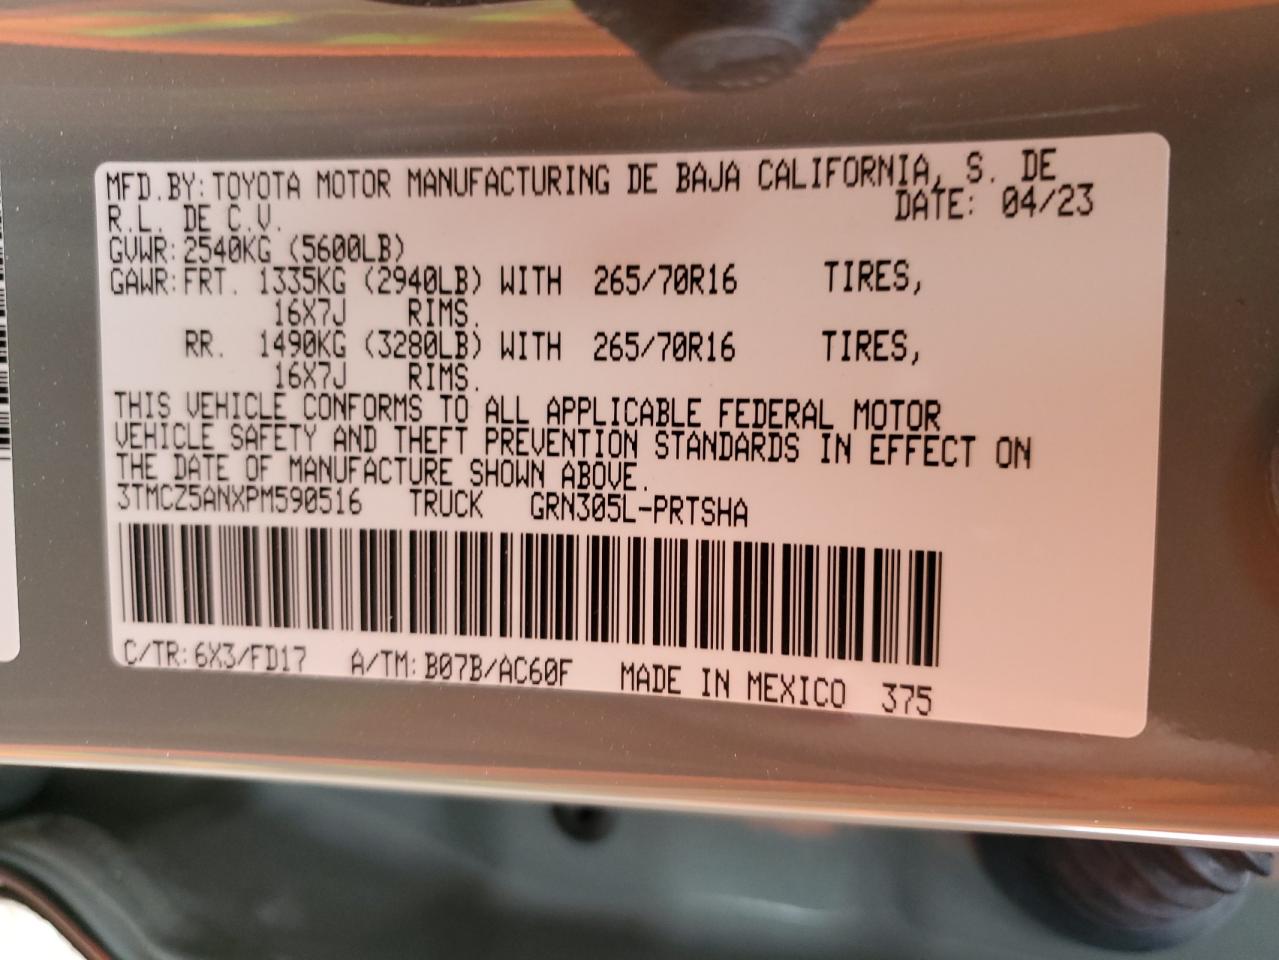 MFD.BY: TOYOTA MOTOR MANUFACTURING DE BAJA CALIFORNIA, S. DE
R.L. DE C.V. DATE: 04/23
GVWR: 2540KG (5600LB)
GAWR: FRT. 1335KG (2940LB) WITH 265/70R16 TIRES,
16X7J RIMS.
RR. 1490KG (3280LB) WITH 265/70R16 TIRES,
16X7J RIMS.
THIS VEHICLE CONFORMS TO ALL APPLICABLE FEDERAL MOTOR
VEHICLE SAFETY AND THEFT PREVENTION STANDARDS IN EFFECT ON
THE DATE OF MANUFACTURE SHOWN ABOVE.
3TMCZ5ANXPM590516 TRUCK GRN305L-PRTSHA
C/TR: 6X3/FD17 A/TM: B07B/AC60F MADE IN MEXICO 375